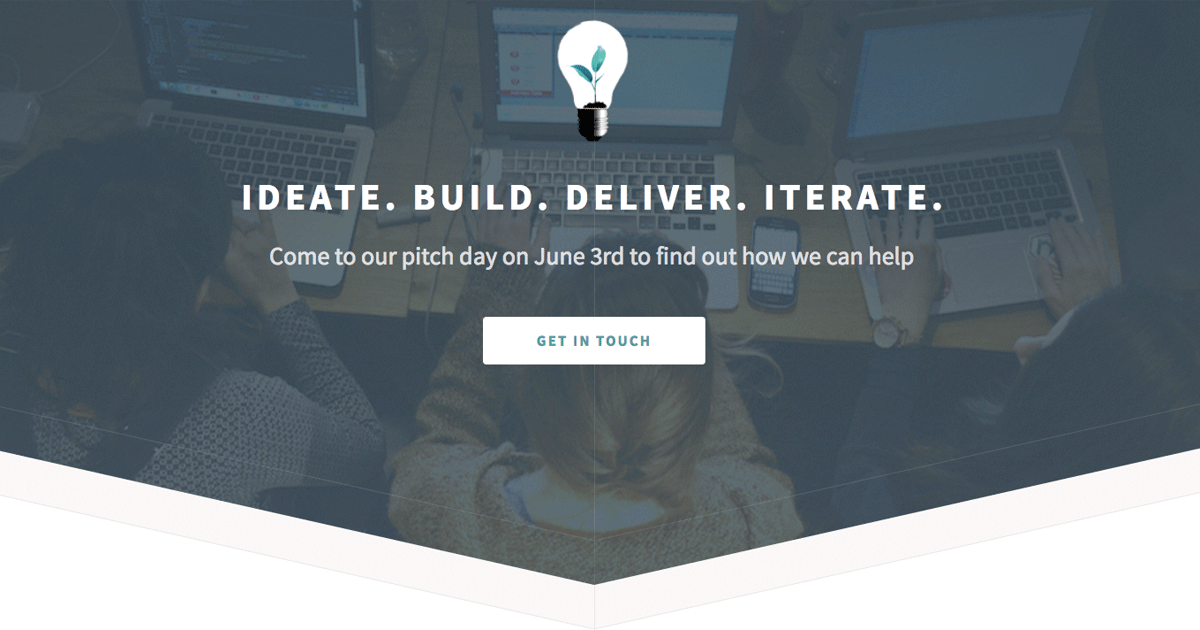 IDEATE. BUILD. DELIVER. ITERATE.
Come to our pitch day on June 3rd to find out how we can help
GET IN TOUCH